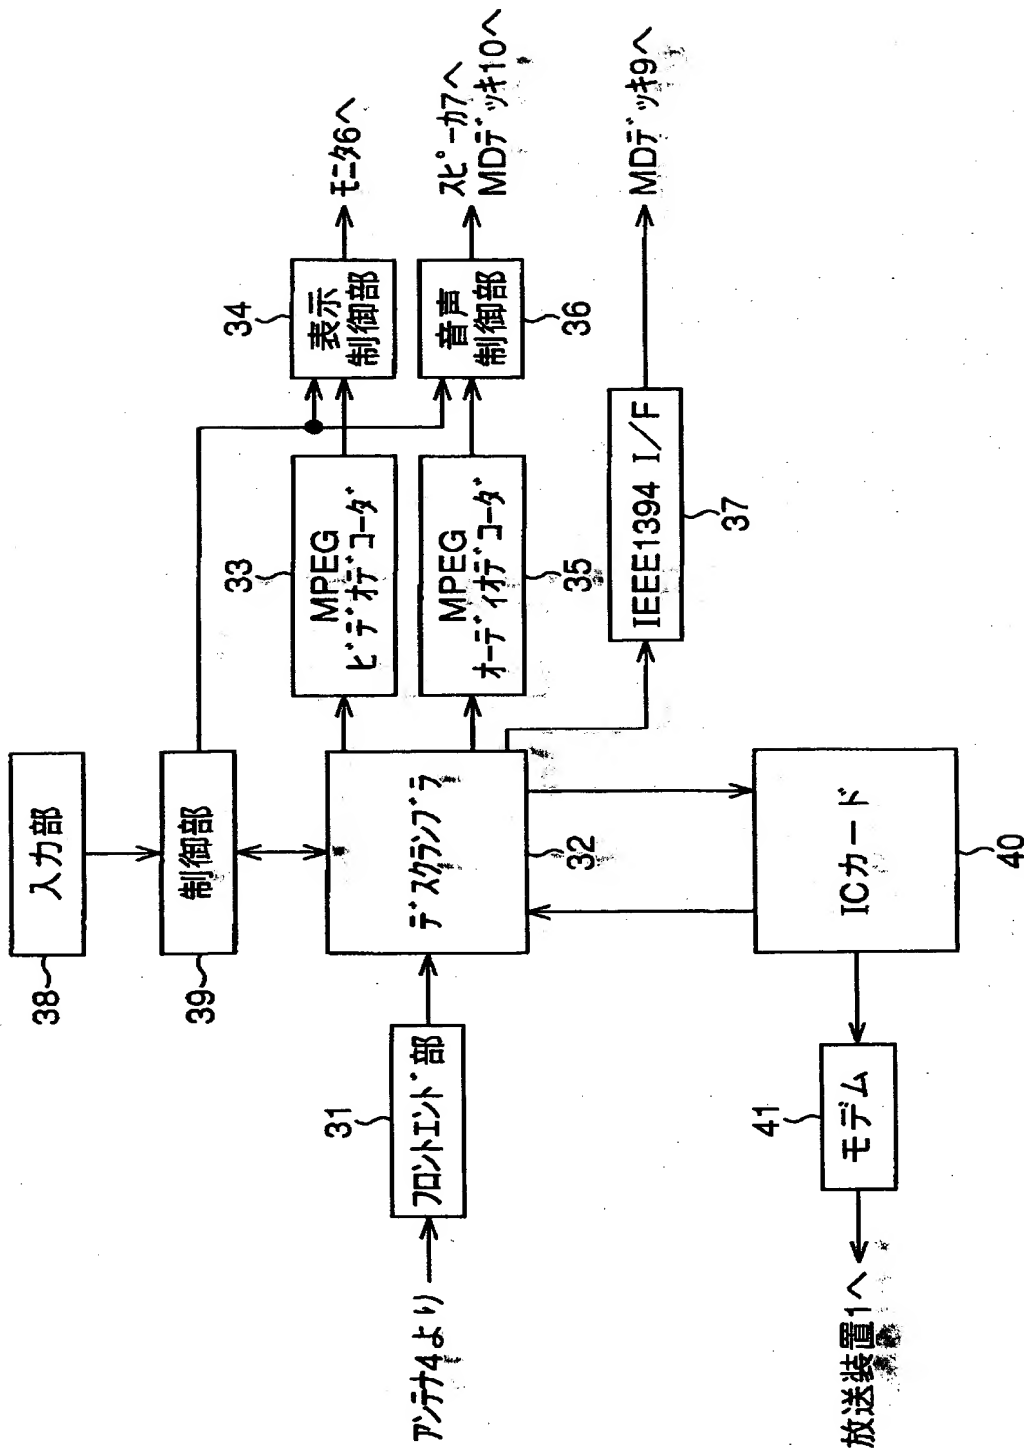 アンテナ4より
31
フロントエンド部
38
入力部
39
制御部
デスクランブラ
32
33
MPEG
ビデオデコーダ
34
表示
制御部
モニタ6へ
MPEG
オーディオデコーダ
35
音声
制御部
36
スピーカ7へ
MDデッキ10へ
IEEE1394 I/F
37
MDデッキ9へ
ICカード
40
41
モデム
放送装置1へ